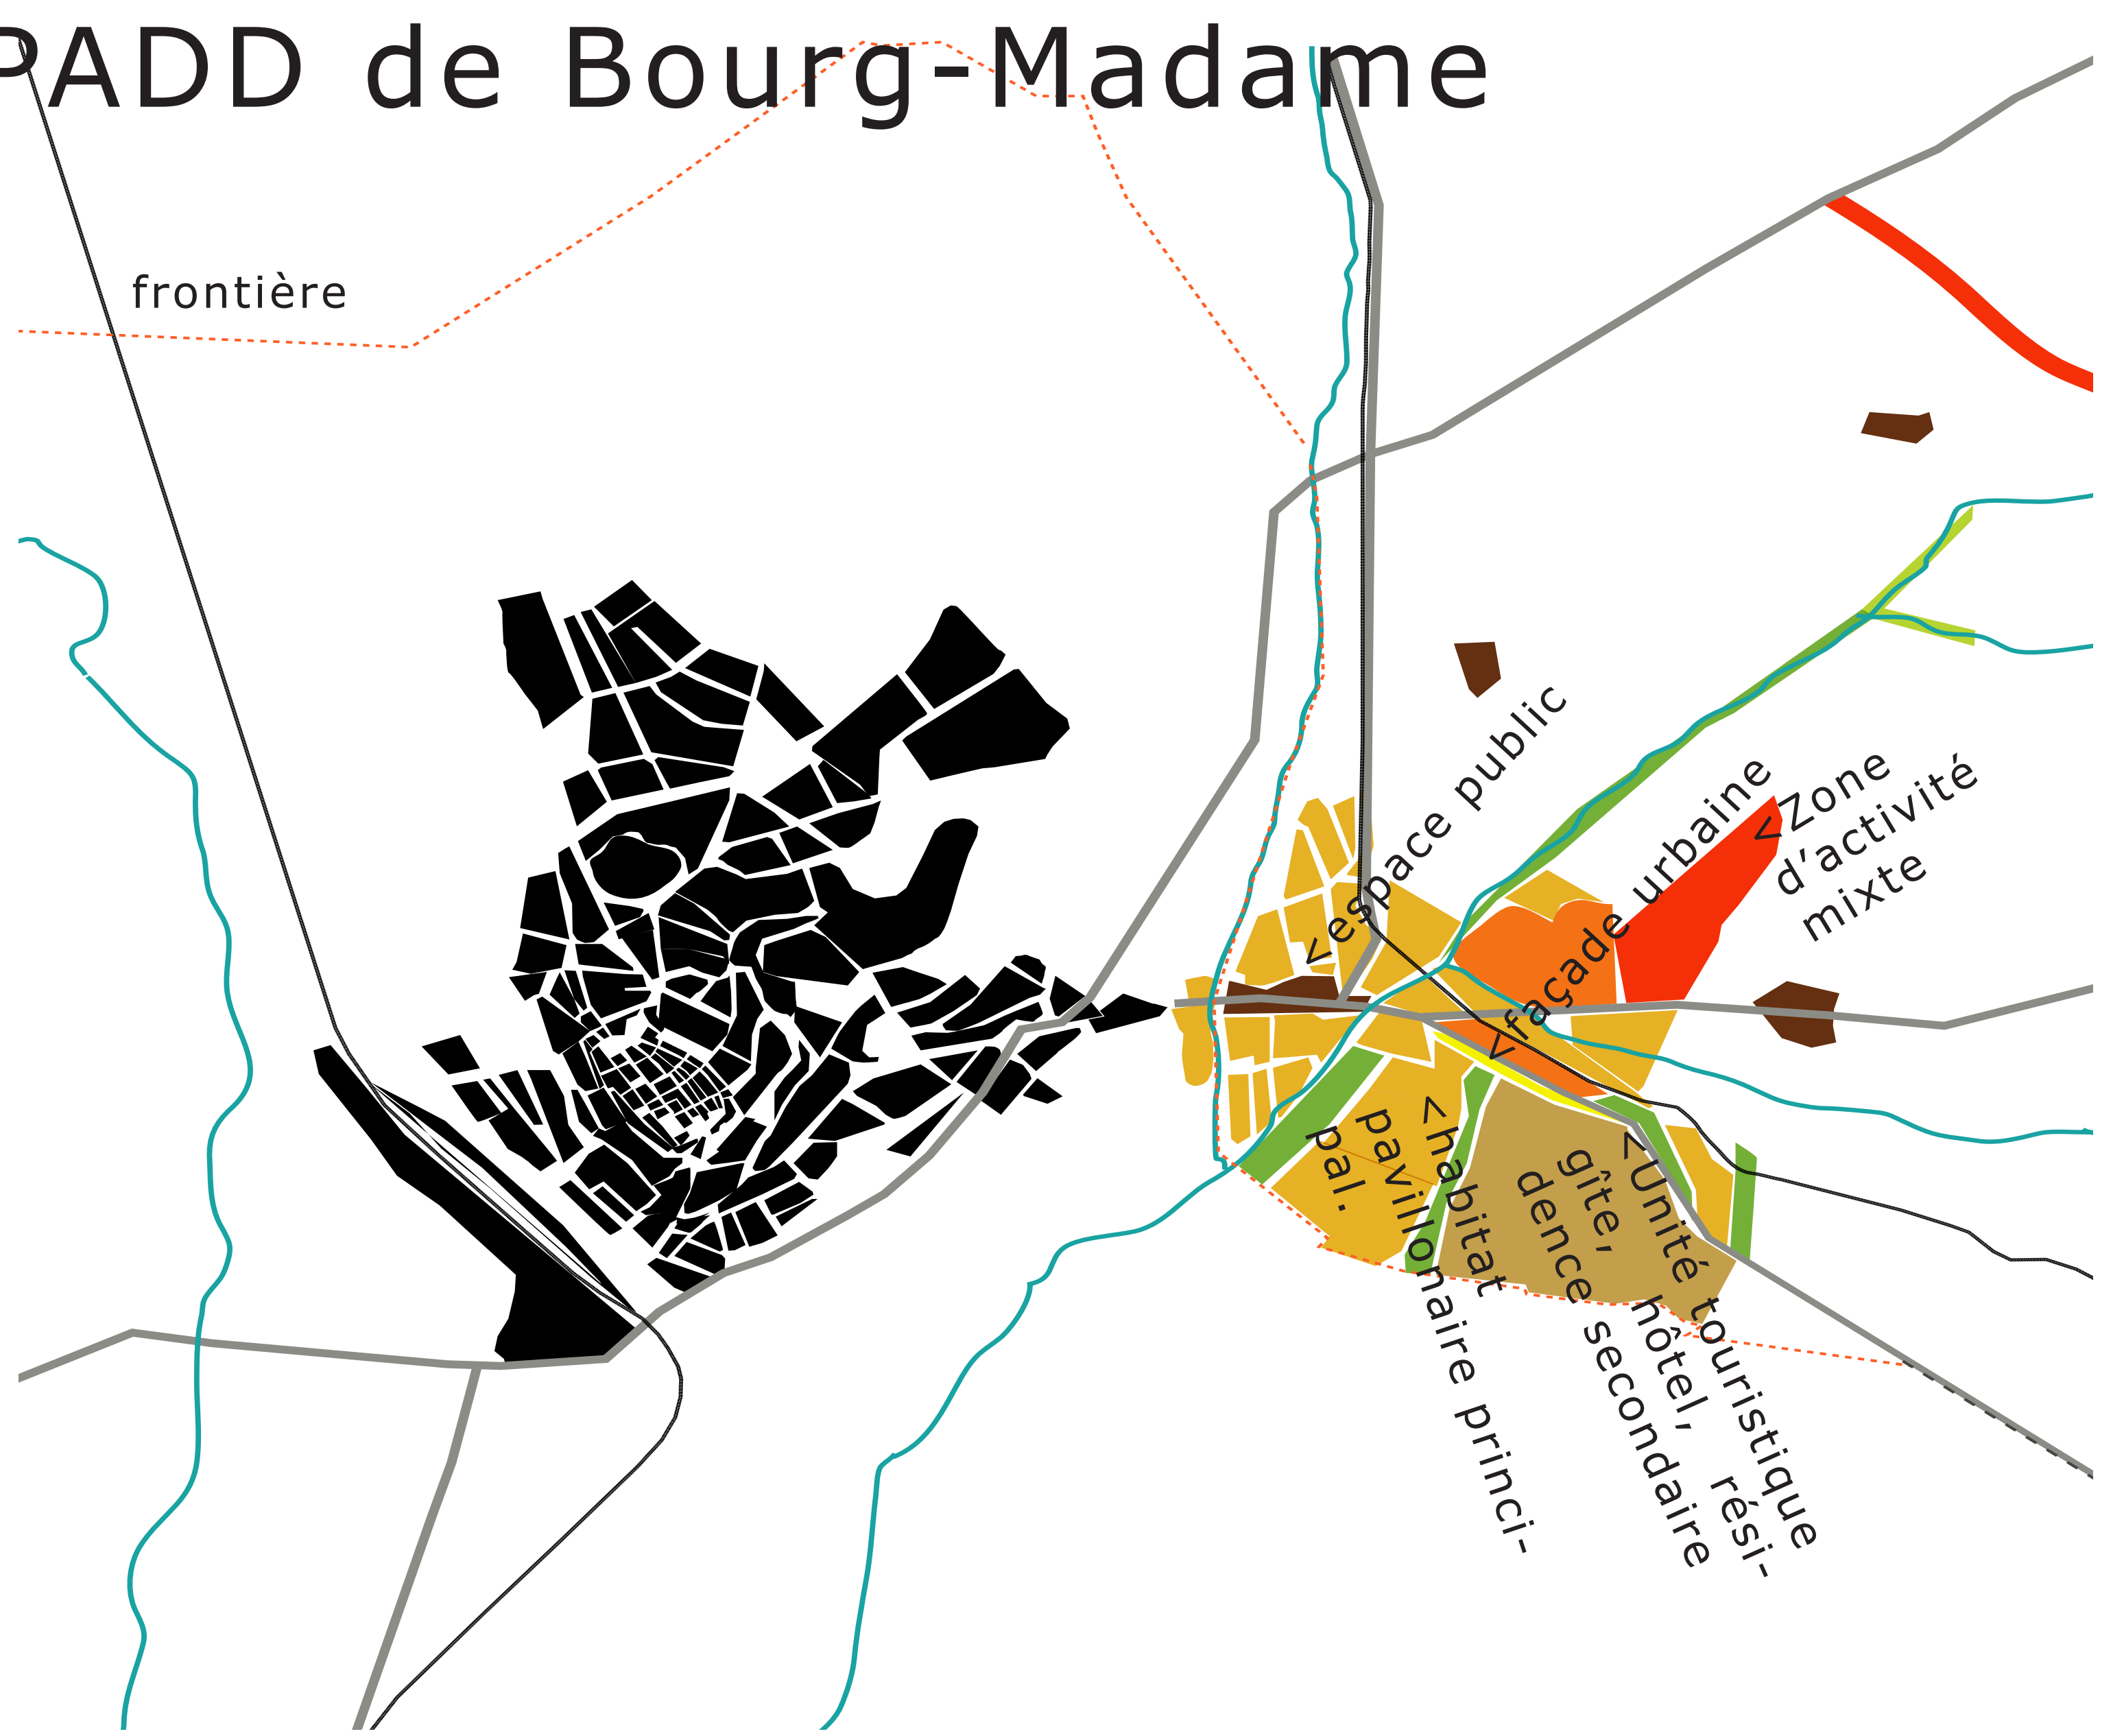 PADD de Bourg-Madame
frontière
<espace public
<façade urbaine
<Zone
d'activité
mixte
<habitat
pavillonaire princi-
pal.
<Unité touristique
gîte, hôtel, rési-
dence secondaire